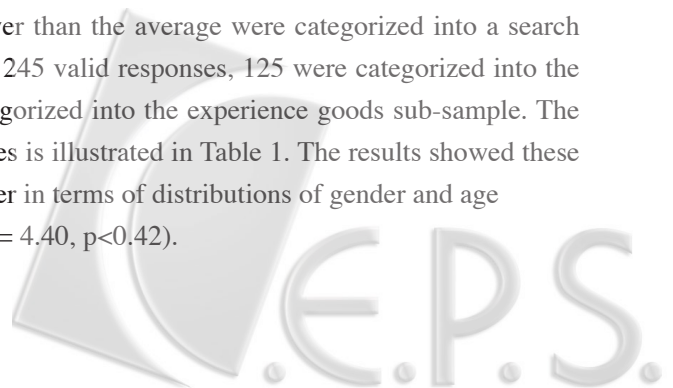 ver than the average were categorized into a search
245 valid responses, 125 were categorized into the
gorized into the experience goods sub-sample. The
es is illustrated in Table 1. The results showed these
er in terms of distributions of gender and age
= 4.40, p<0.42).
C.E.P.S.